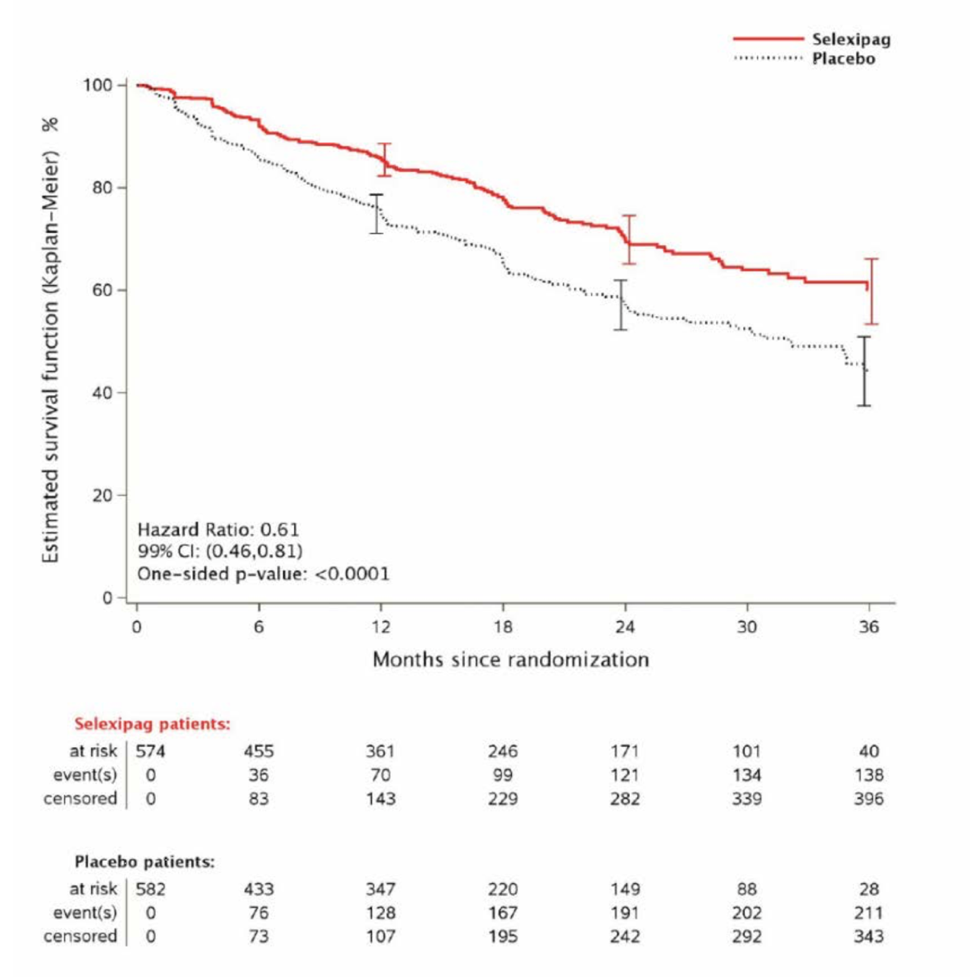 Selexipag
Placebo
Estimated survival function (Kaplan-Meier) %
100
80
60
40
20
0
Hazard Ratio: 0.61
99% CI: (0.46,0.81)
One-sided p-value: <0.0001
0 6 12 18 24 30 36
Months since randomization
Selexipag patients:
at risk 574 455 361 246 171 101 40
event(s) 0 36 70 99 121 134 138
censored 0 83 143 229 282 339 396
Placebo patients:
at risk 582 433 347 220 149 88 28
event(s) 0 76 128 167 191 202 211
censored 0 73 107 195 242 292 343